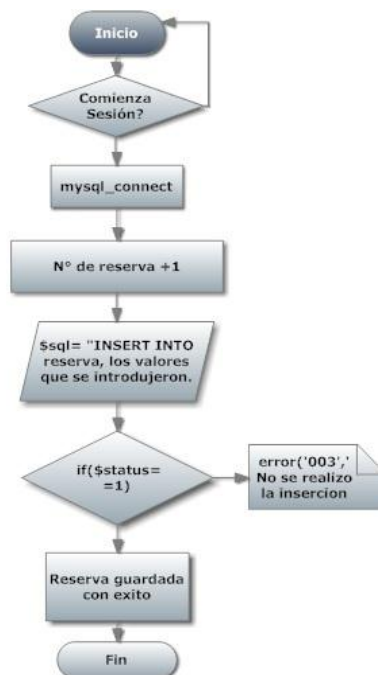 Inicio
Comienza
Sesión?
mysql_connect
N° de reserva +1
$sql= "INSERT INTO
reserva, los valores
que se introdujeron.
if($status=
=1)
error('003','
No se realizo
la insercion
Reserva guardada
con exito
Fin